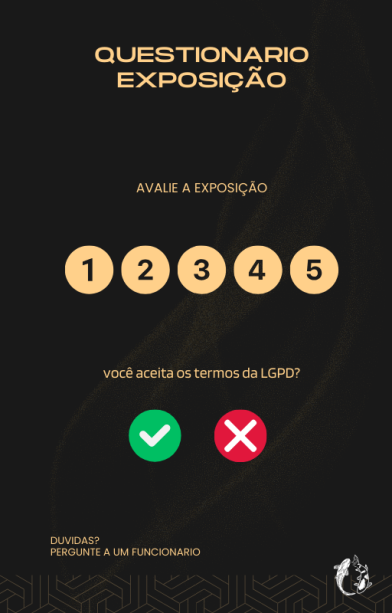 QUESTIONARIO
EXPOSIÇÃO
AVALIE A EXPOSIÇÃO
1 2 3 4 5
você aceita os termos da LGPD?
DUVIDAS?
PERGUNTE A UM FUNCIONARIO